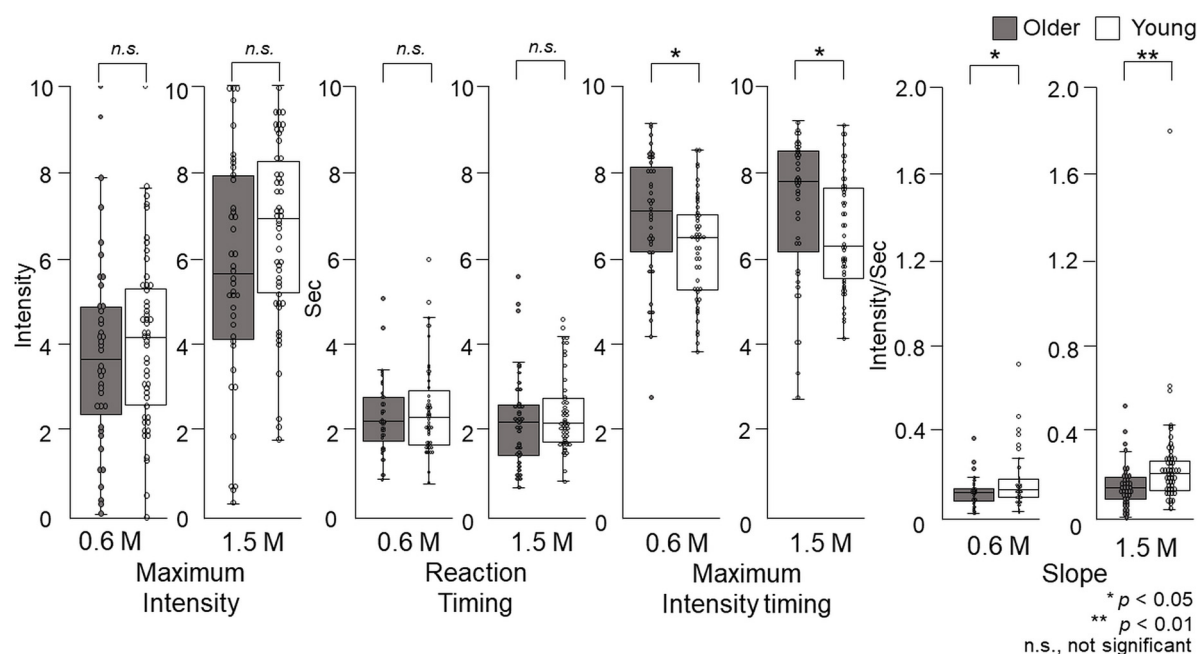 Older Young
n.s. n.s. n.s. n.s. * * * **
10 10 10 10 10 10 2.0 2.0
8 8 8 8 8 8 1.6 1.6
6 6 6 6 6 6 1.2 1.2
4 4 4 4 4 4 0.8 0.8
2 2 2 2 2 2 0.4 0.4
0 0 0 0 0 0 0 0
Intensity
Sec
Intensity/Sec
0.6 M 1.5 M 0.6 M 1.5 M 0.6 M 1.5 M 0.6 M 1.5 M
Maximum
Intensity
Reaction
Timing
Maximum
Intensity timing
Slope
* p < 0.05
** p < 0.01
n.s., not significant